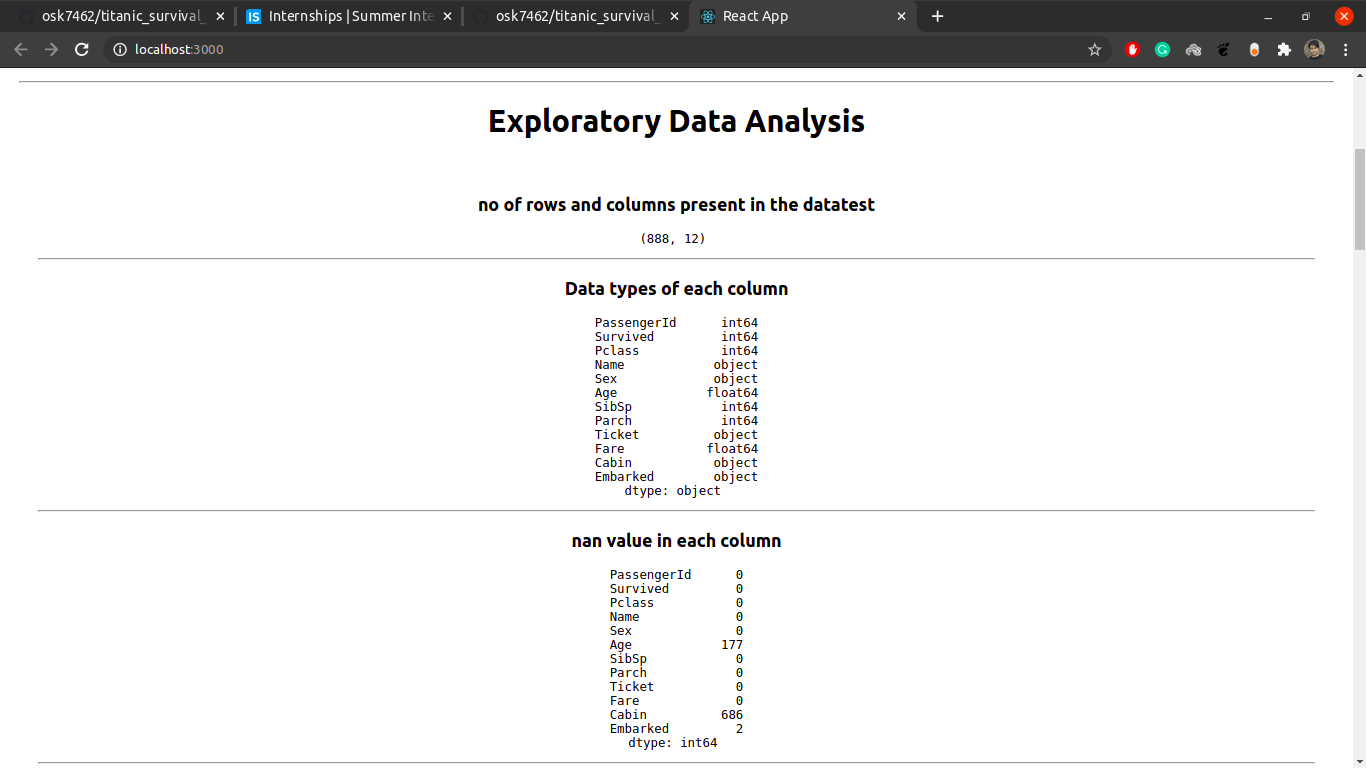 osk7462/titanic_survival_
Internships | Summer Inte
osk7462/titanic_survival_
React App
localhost:3000
Exploratory Data Analysis
no of rows and columns present in the datatest
(888, 12)
Data types of each column
PassengerId int64
Survived int64
Pclass int64
Name object
Sex object
Age float64
SibSp int64
Parch int64
Ticket object
Fare float64
Cabin object
Embarked object
dtype: object
nan value in each column
PassengerId 0
Survived 0
Pclass 0
Name 0
Sex 0
Age 177
SibSp 0
Parch 0
Ticket 0
Fare 0
Cabin 686
Embarked 2
dtype: int64